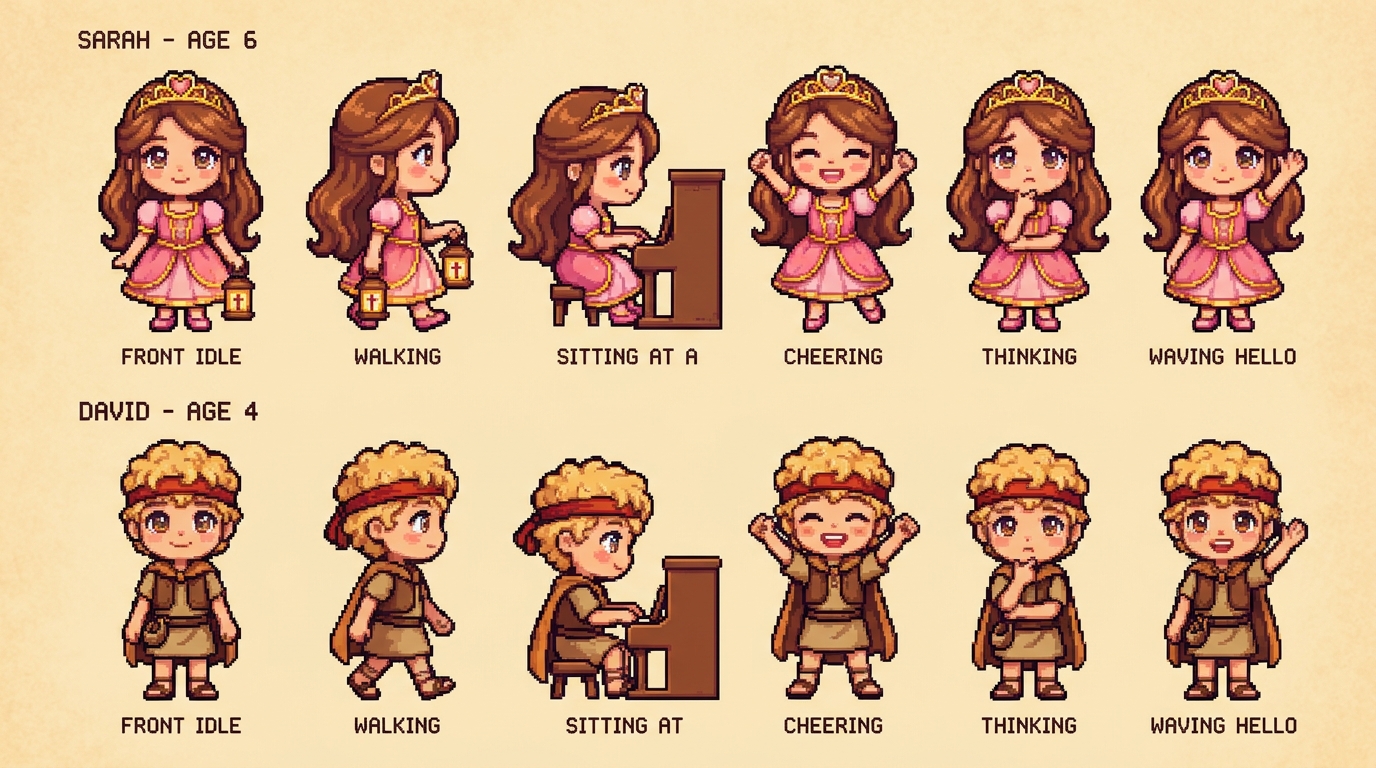 SARAH - AGE 6
FRONT IDLE
WALKING
SITTING AT A
CHEERING
THINKING
WAVING HELLO
DAVID - AGE 4
FRONT IDLE
WALKING
SITTING AT
CHEERING
THINKING
WAVING HELLO